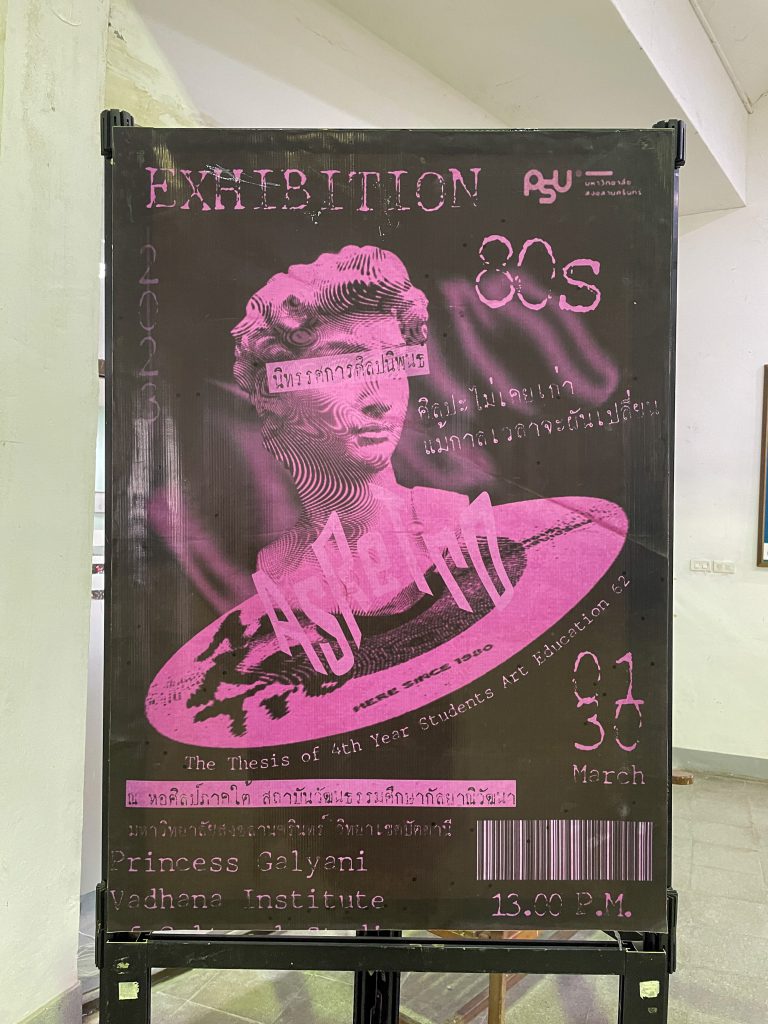 EXHIBITION
PSU
มหาวิทยาลัย
สงขลานครินทร์
80s
นิทรรศการศิลปนิพนธ์
ศิลปะไม่เคยเก่า
แม้กาลเวลาจะผันเปลี่ยน
AsRetro
HERE SINCE 1980
The Thesis of 4th Year Students Art Education 62
01
30
March
ณ หอศิลป์ภาคใต้ สถาบันวัฒนธรรมศึกษากัลยาณิวัฒนา
มหาวิทยาลัยสงขลานครินทร์ วิทยาเขตปัตตานี
Princess Galyani
Vadhana Institute
of Cultural Studi
13.00 P.M.